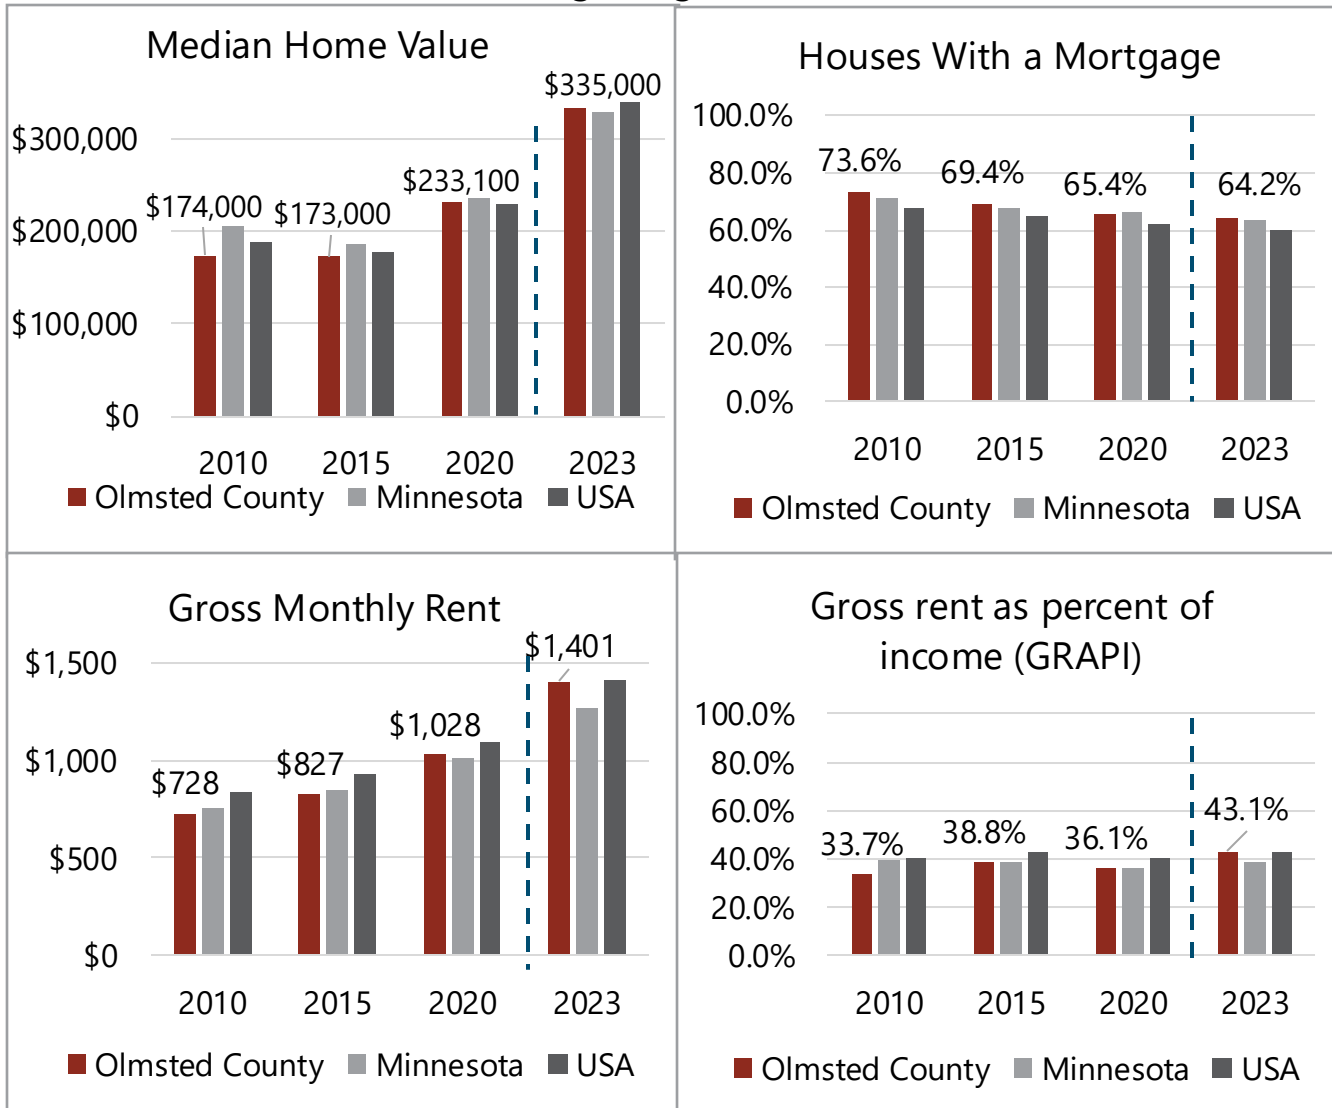 Median Home Value
$335,000
$300,000
$233,100
$174,000 $173,000
$200,000
$100,000
$0
2010 2015 2020 2023
Olmsted County Minnesota USA
Houses With a Mortgage
100.0%
73.6% 69.4% 65.4% 64.2%
80.0%
60.0%
40.0%
20.0%
0.0%
2010 2015 2020 2023
Olmsted County Minnesota USA
Gross Monthly Rent
$1,401
$1,500
$1,028
$827
$728
$1,000
$500
$0
2010 2015 2020 2023
Olmsted County Minnesota USA
Gross rent as percent of
income (GRAPI)
100.0%
80.0%
60.0%
43.1%
33.7% 38.8% 36.1%
40.0%
20.0%
0.0%
2010 2015 2020 2023
Olmsted County Minnesota USA